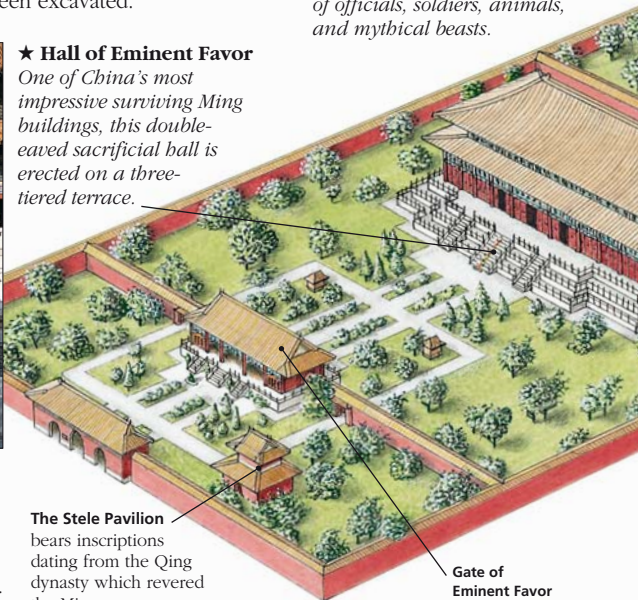 een excavated.
of officials, soldiers, animals,
and mythical beasts.
★ Hall of Eminent Favor
One of China's most
impressive surviving Ming
buildings, this double-
eaved sacrificial hall is
erected on a three-
tiered terrace.
The Stele Pavilion
bears inscriptions
dating from the Qing
dynasty which revered
Gate of
Eminent Favor